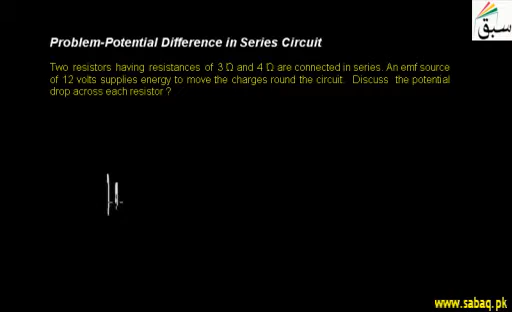 سبق
Problem-Potential Difference in Series Circuit
Two resistors having resistances of 3 Ω and 4 Ω are connected in series. An emf source
of 12 volts supplies energy to move the charges round the circuit. Discuss the potential
drop across each resistor ?
www.sabaq.pk